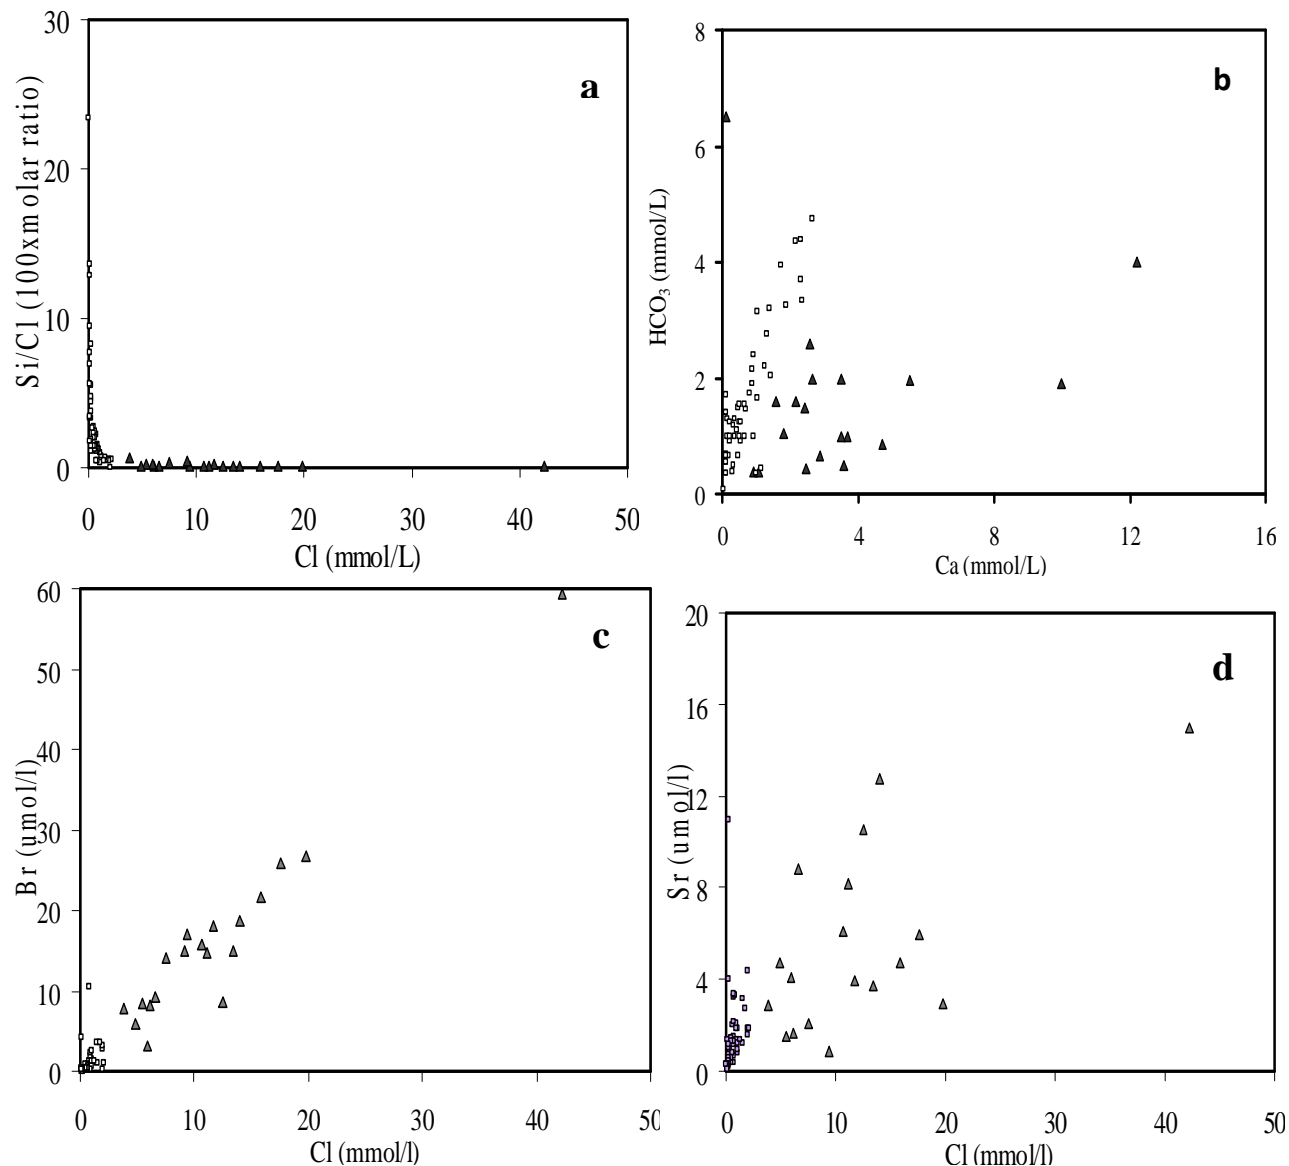 30
20
10
0
Si/Cl (100xmolar ratio)
a
0 10 20 30 40 50
Cl (mmol/L)
8
6
4
2
0
HCO3 (mmol/L)
b
0 4 8 12 16
Ca (mmol/L)
60
50
40
30
20
10
0
Br (umol/l)
c
0 10 20 30 40 50
Cl (mmol/l)
20
16
12
8
4
0
Sr (umol/l)
d
0 10 20 30 40 50
Cl (mmol/l)